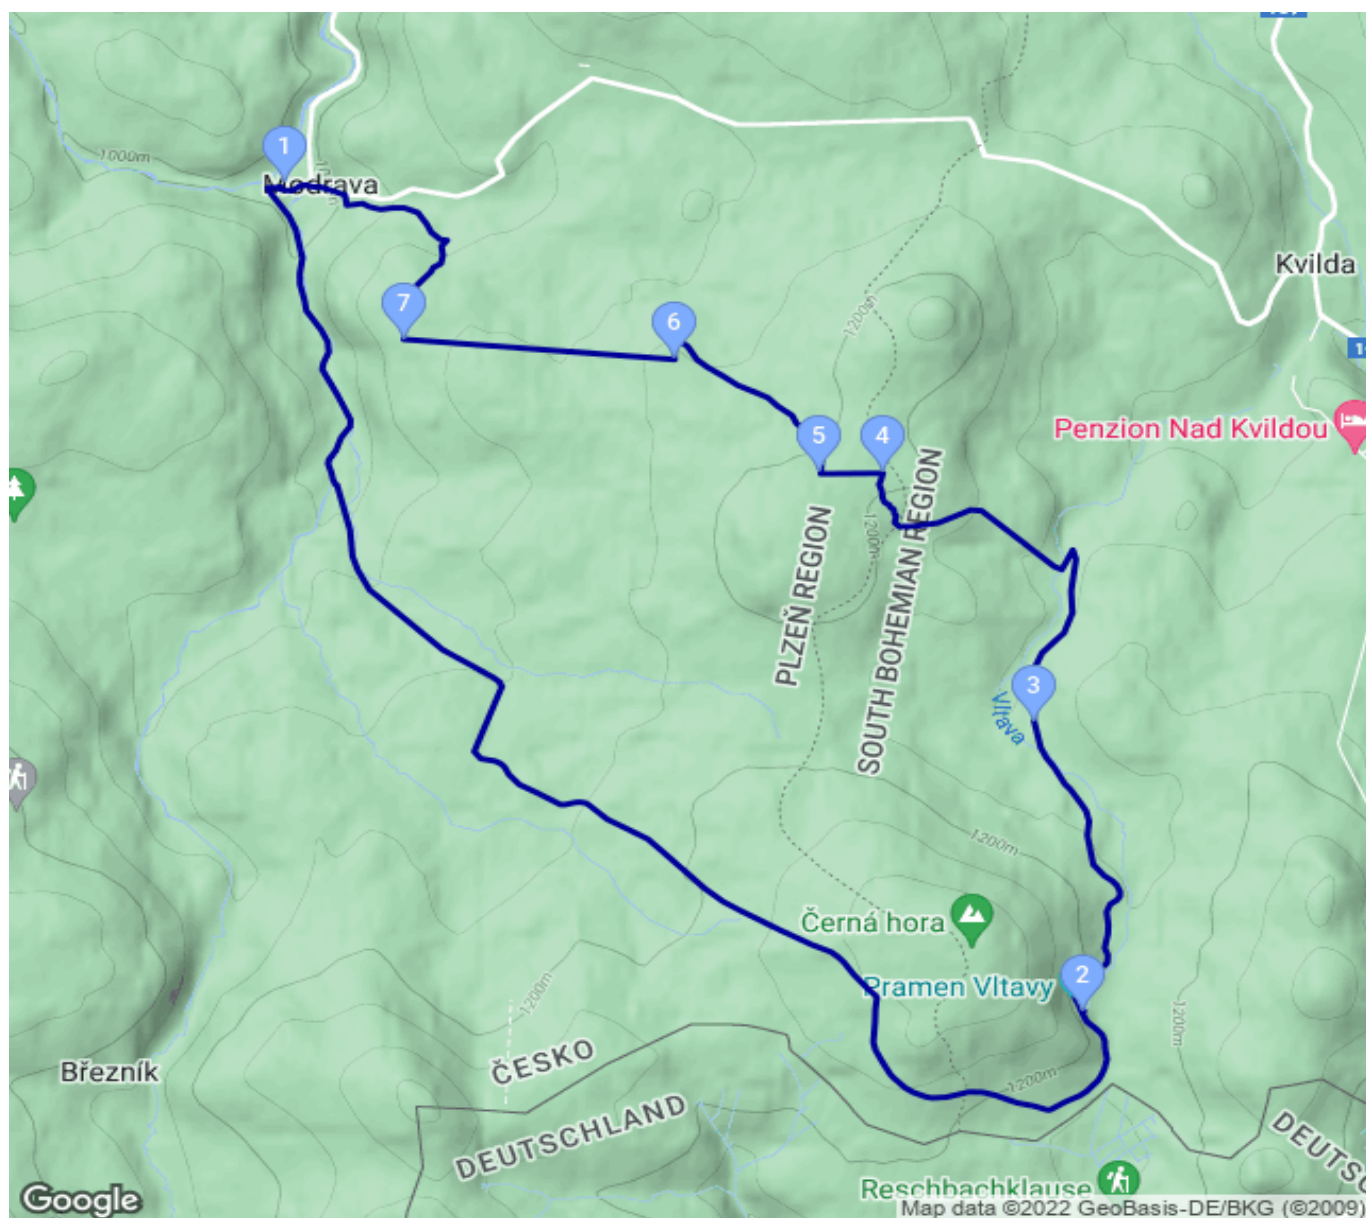 1000m
1
Modrava
Kvilda
7
6
1200m
14
Penzion Nad Kvildou
5
4
1200m
PLZEŇ REGION
SOUTH BOHEMIAN REGION
3
Vltava
1200m
Černá hora
2
Pramen Vltavy
1200m
1200m
1200m
Březník
ČESKO
DEUTSCHLAND
DEUTSC
Reschbachklause
Google
Map data ©2022 GeoBasis-DE/BKG (©2009)